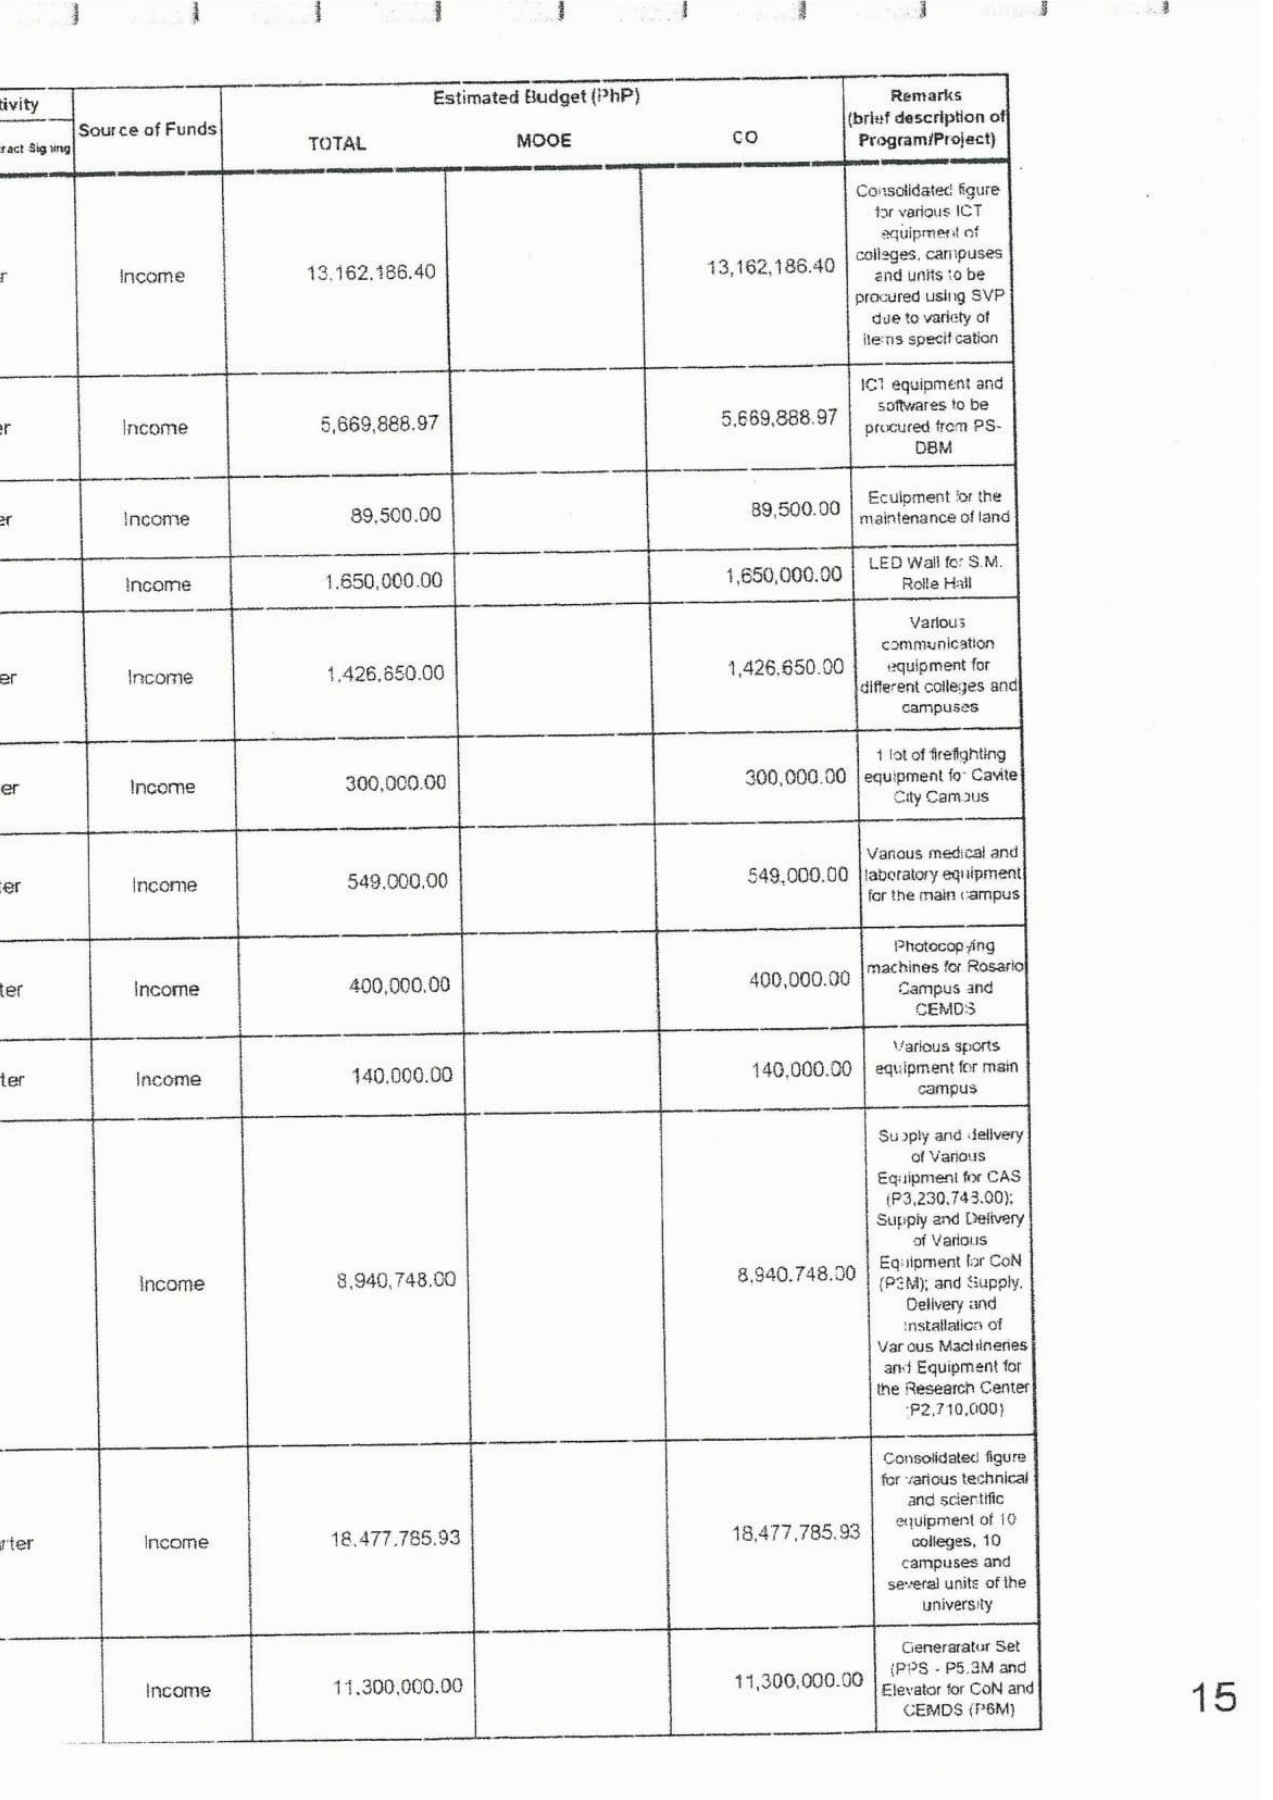 tivity
ract Signing
Source of Funds
Estimated Budget (PhP)
TOTAL
MOOE
CO
Remarks
(brief description of
Program/Project)
r
Income
13,162,186.40
13,162,186.40
Consolidated figure
for various ICT
equipment of
colleges, campuses
and units to be
procured using SVP
due to variety of
items specification
er
Income
5,669,888.97
5,669,888.97
ICT equipment and
softwares to be
procured from PS-
DBM
er
Income
89,500.00
89,500.00
Equipment for the
maintenance of land
Income
1,650,000.00
1,650,000.00
LED Wall for S.M.
Rolle Hall
er
Income
1,426,650.00
1,426,650.00
Various
communication
equipment for
different colleges and
campuses
er
Income
300,000.00
300,000.00
1 lot of firefighting
equipment for Cavite
City Campus
ter
Income
549,000.00
549,000.00
Various medical and
laboratory equipment
for the main campus
ter
Income
400,000.00
400,000.00
Photocopying
machines for Rosario
Campus and
CEMDS
ter
Income
140,000.00
140,000.00
Various sports
equipment for main
campus
Income
8,940,748.00
8,940,748.00
Supply and delivery
of Various
Equipment for CAS
(P3,230,748.00);
Supply and Delivery
of Various
Equipment for CoN
(P3M); and Supply,
Delivery and
Installation of
Various Machineries
and Equipment for
the Research Center
(P2,710,000)
rter
Income
18,477,785.93
18,477,785.93
Consolidated figure
for various technical
and scientific
equipment of 10
colleges, 10
campuses and
several units of the
university
Income
11,300,000.00
11,300,000.00
Generarator Set
(PPS - P5.3M and
Elevator for CoN and
CEMDS (P6M)
15